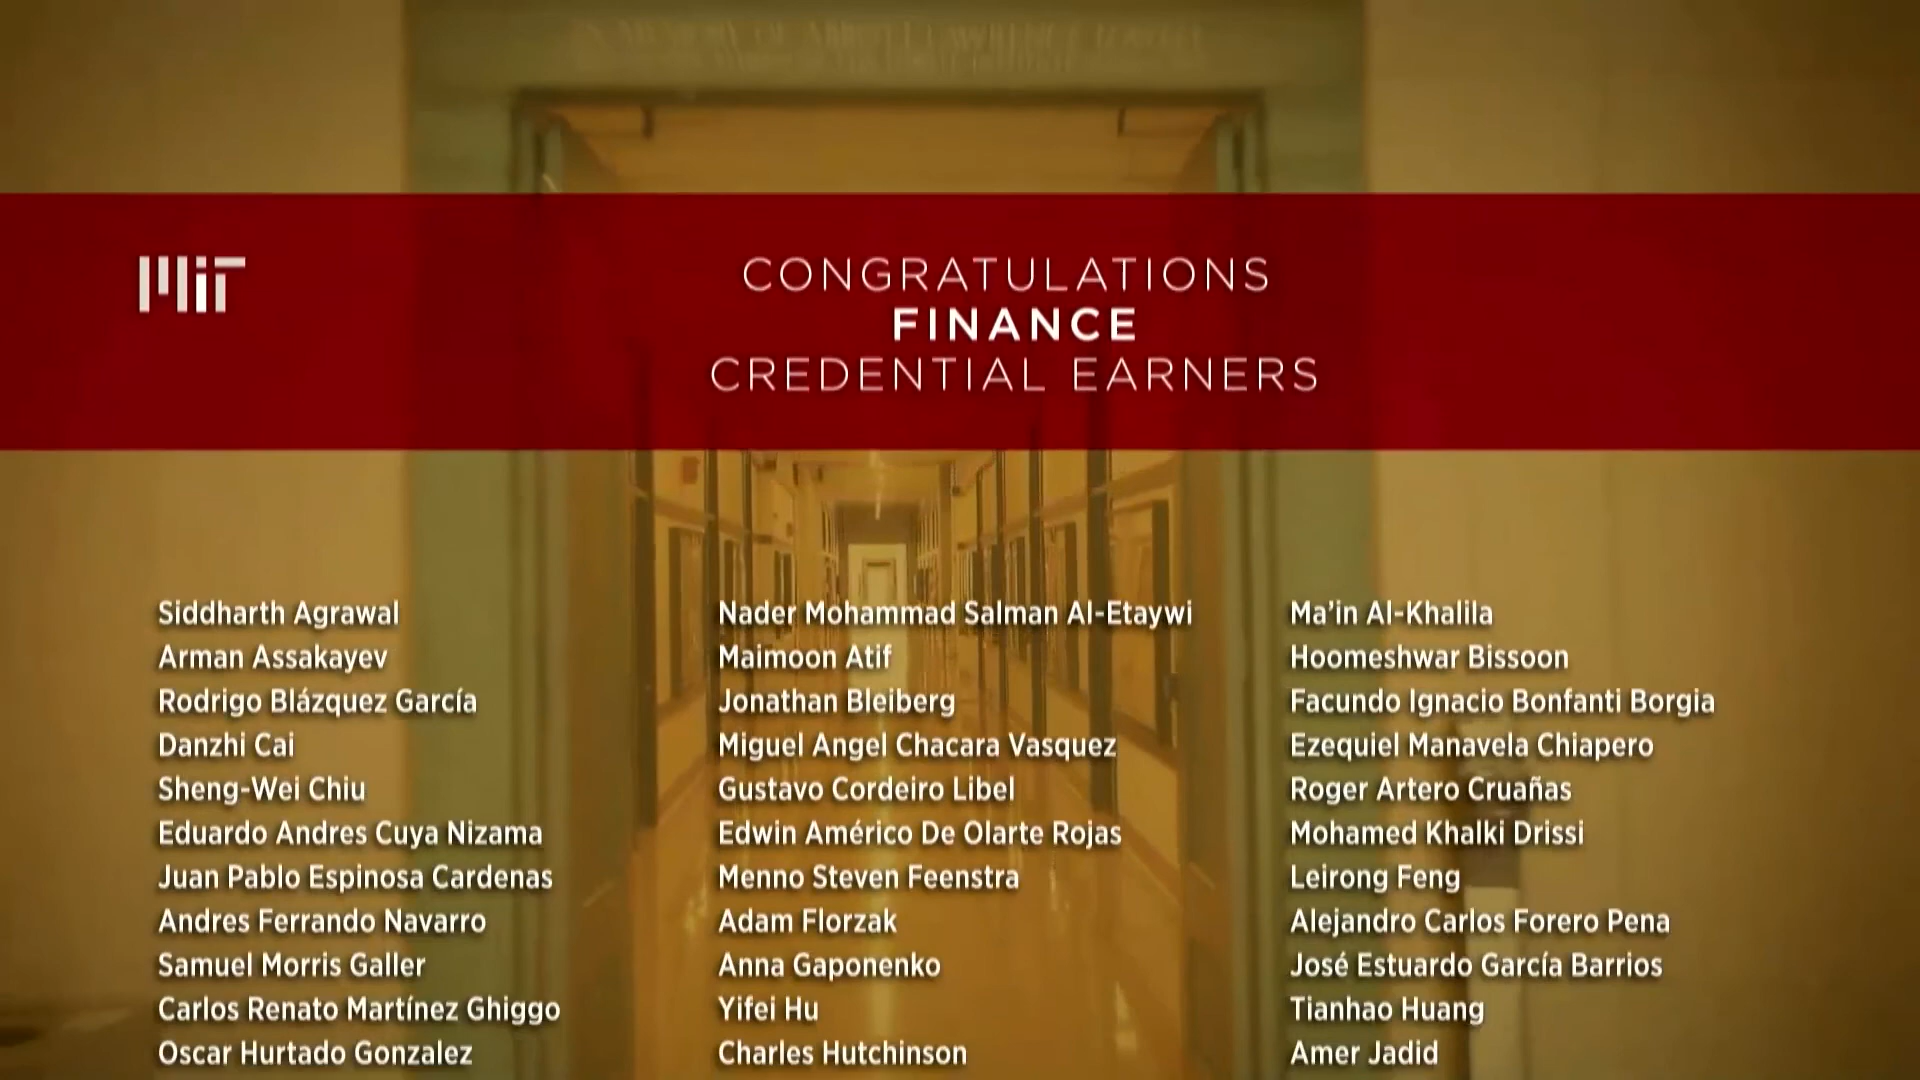 IN MEMORY OF ABBOTT LAWRENCE
MIT
CONGRATULATIONS
FINANCE
CREDENTIAL EARNERS
Siddharth Agrawal Nader Mohammad Salman Al-Etaywi Ma’in Al-Khalila
Arman Assakayev Maimoon Atif Hoomeshwar Bissoon
Rodrigo Blázquez García Jonathan Bleiberg Facundo Ignacio Bonfanti Borgia
Danzhi Cai Miguel Angel Chacara Vasquez Ezequiel Manavela Chiapero
Sheng-Wei Chiu Gustavo Cordeiro Libel Roger Artero Cruañas
Eduardo Andres Cuya Nizama Edwin Américo De Olarte Rojas Mohamed Khalki Drissi
Juan Pablo Espinosa Cardenas Menno Steven Feenstra Leirong Feng
Andres Ferrando Navarro Adam Florzak Alejandro Carlos Forero Pena
Samuel Morris Galler Anna Gaponenko José Estuardo García Barrios
Carlos Renato Martínez Ghiggo Yifei Hu Tianhao Huang
Oscar Hurtado Gonzalez Charles Hutchinson Amer Jadid